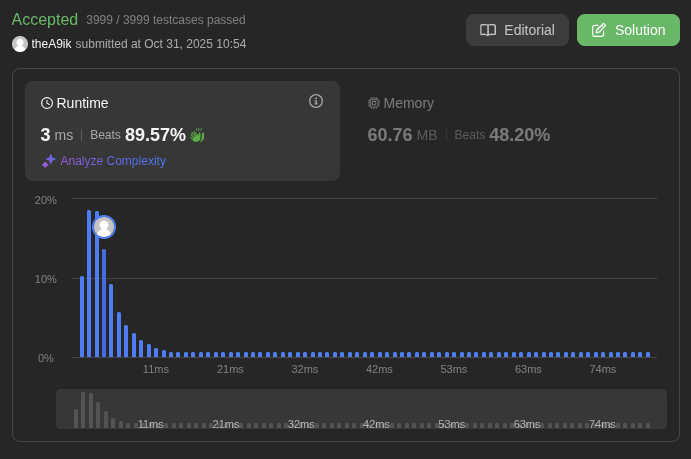 Accepted 3999 / 3999 testcases passed
theA9ik submitted at Oct 31, 2025 10:54
Editorial
Solution
Runtime
3 ms Beats 89.57%
Analyze Complexity
Memory
60.76 MB Beats 48.20%
20%
10%
0%
11ms 21ms 32ms 42ms 53ms 63ms 74ms
11ms 21ms 32ms 42ms 53ms 63ms 74ms